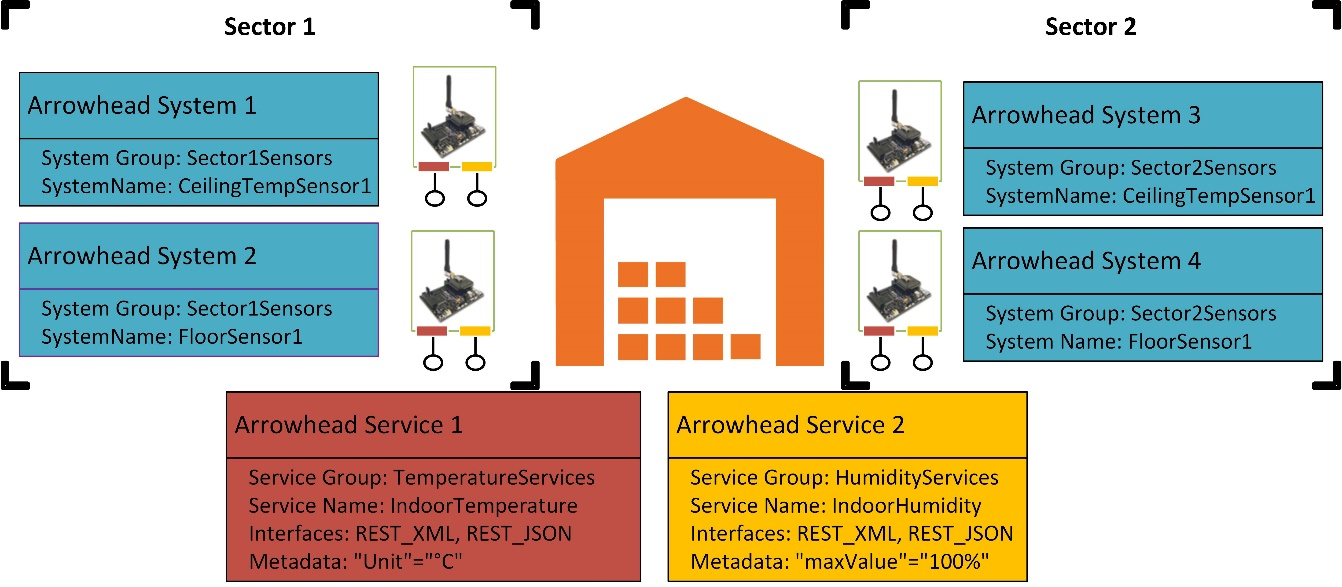 Sector 1
Arrowhead System 1
System Group: Sector1Sensors
SystemName: CeilingTempSensor1
Arrowhead System 2
System Group: Sector1Sensors
SystemName: FloorSensor1
Sector 2
Arrowhead System 3
System Group: Sector2Sensors
SystemName: CeilingTempSensor1
Arrowhead System 4
System Group: Sector2Sensors
System Name: FloorSensor1
Arrowhead Service 1
Service Group: TemperatureServices
Service Name: IndoorTemperature
Interfaces: REST_XML, REST_JSON
Metadata: "Unit"="°C"
Arrowhead Service 2
Service Group: HumidityServices
Service Name: IndoorHumidity
Interfaces: REST_XML, REST_JSON
Metadata: "maxValue"="100%"